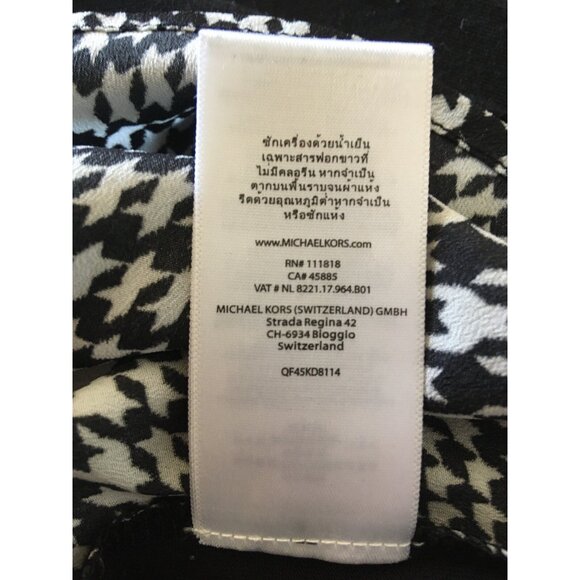 ซักเครื่องด้วยน้ำเย็น
เฉพาะสารฟอกขาวที่
ไม่มีคลอรีน หากจำเป็น
ตากบนพื้นราบจนผ้าแห้ง
รีดด้วยอุณหภูมิต่ำหากจำเป็น
หรือซักแห้ง
www.MICHAELKORS.com
RN# 111818
CA# 45885
VAT # NL 8221.17.964.B01
MICHAEL KORS (SWITZERLAND) GMBH
Strada Regina 42
CH-6934 Bioggio
Switzerland
QF45KD8114